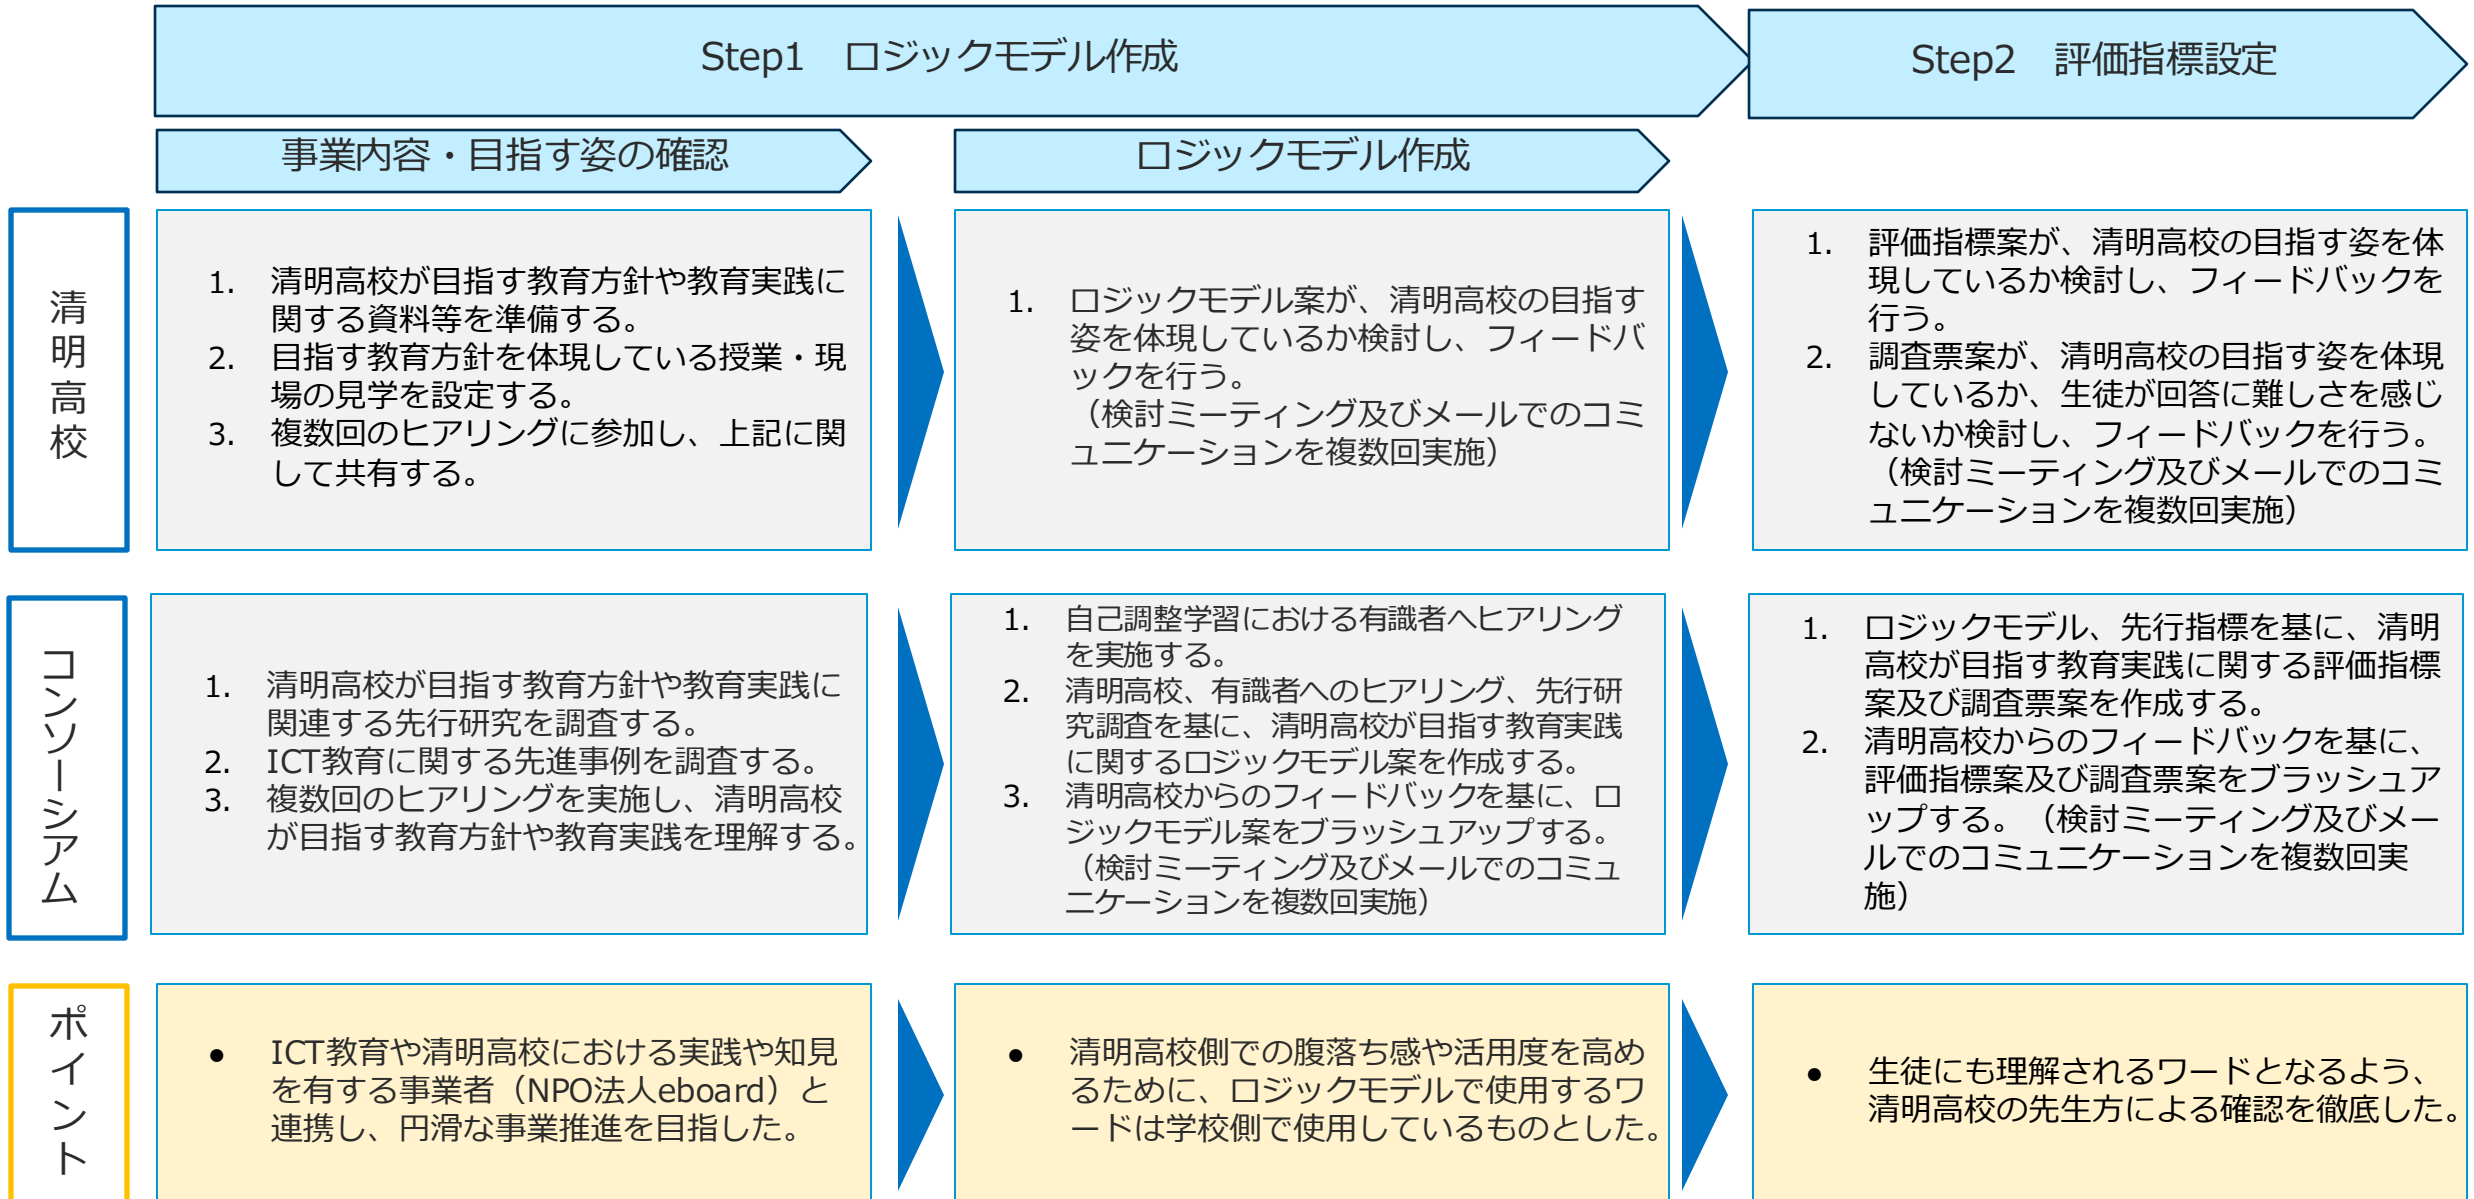 Step1　ロジックモデル作成
Step2　評価指標設定
事業内容・目指す姿の確認
ロジックモデル作成
清明高校
1. 清明高校が目指す教育方針や教育実践に
関する資料等を準備する。
2. 目指す教育方針を体現している授業・現
場の見学を設定する。
3. 複数回のヒアリングに参加し、上記に関
して共有する。
1. ロジックモデル案が、清明高校の目指す
姿を体現しているか検討し、フィードバ
ックを行う。
（検討ミーティング及びメールでのコミ
ュニケーションを複数回実施）
1. 評価指標案が、清明高校の目指す姿を体
現しているか検討し、フィードバックを
行う。
2. 調査票案が、清明高校の目指す姿を体現
しているか、生徒が回答に難しさを感じ
ないか検討し、フィードバックを行う。
（検討ミーティング及びメールでのコミ
ュニケーションを複数回実施）
コンソーシアム
1. 清明高校が目指す教育方針や教育実践に
関連する先行研究を調査する。
2. ICT教育に関する先進事例を調査する。
3. 複数回のヒアリングを実施し、清明高校
が目指す教育方針や教育実践を理解する。
1. 自己調整学習における有識者へヒアリング
を実施する。
2. 清明高校、有識者へのヒアリング、先行研
究調査を基に、清明高校が目指す教育実践
に関するロジックモデル案を作成する。
3. 清明高校からのフィードバックを基に、ロ
ジックモデル案をブラッシュアップする。
（検討ミーティング及びメールでのコミュ
ニケーションを複数回実施）
1. ロジックモデル、先行指標を基に、清明
高校が目指す教育実践に関する評価指標
案及び調査票案を作成する。
2. 清明高校からのフィードバックを基に、
評価指標案及び調査票案をブラッシュア
ップする。（検討ミーティング及びメー
ルでのコミュニケーションを複数回実
施）
ポイント
● ICT教育や清明高校における実践や知見
を有する事業者（NPO法人eboard）と
連携し、円滑な事業推進を目指した。
● 清明高校側での腹落ち感や活用度を高め
るために、ロジックモデルで使用するワ
ードは学校側で使用しているものとした。
● 生徒にも理解されるワードとなるよう、
清明高校の先生方による確認を徹底した。